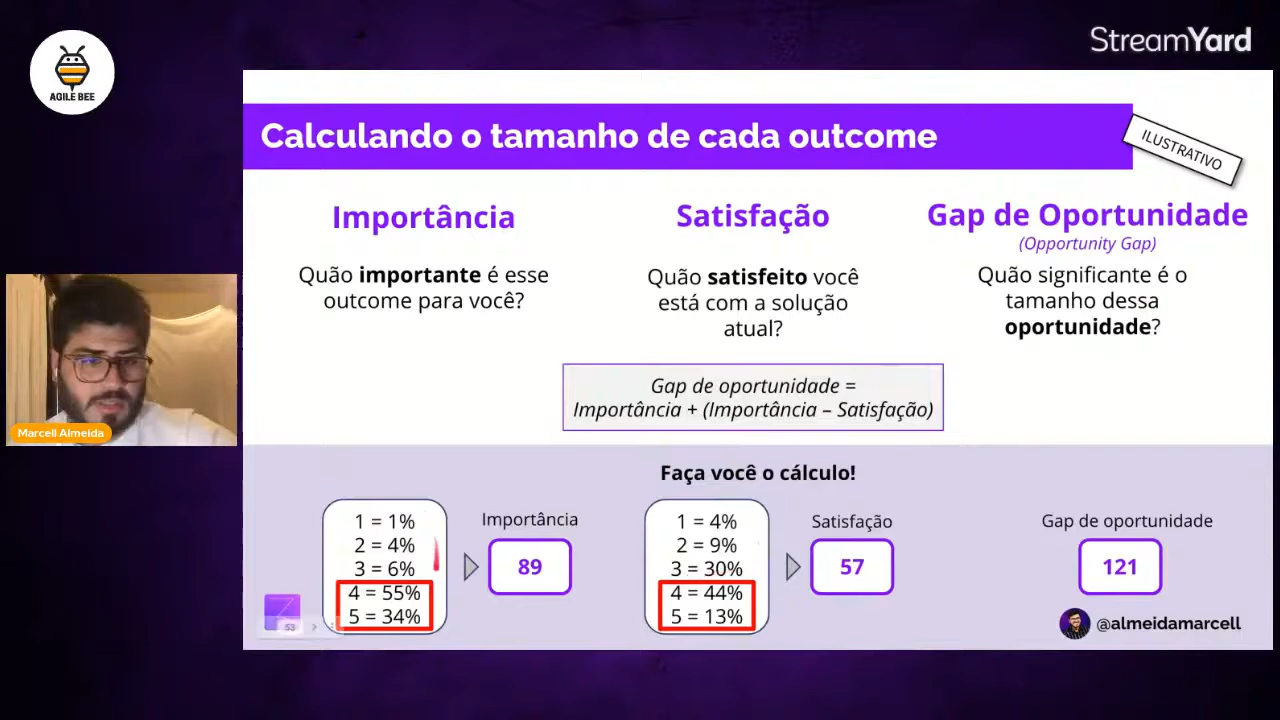 AGILE BEE
StreamYard
Calculando o tamanho de cada outcome
ILUSTRATIVO
Importância
Quão importante é esse
outcome para você?
Satisfação
Quão satisfeito você
está com a solução
atual?
Gap de Oportunidade
(Opportunity Gap)
Quão significante é o
tamanho dessa
oportunidade?
Gap de oportunidade =
Importância + (Importância – Satisfação)
Marcell Almeida
Faça você o cálculo!
1 = 1%
2 = 4%
3 = 6%
4 = 55%
5 = 34%
Importância
89
1 = 4%
2 = 9%
3 = 30%
4 = 44%
5 = 13%
Satisfação
57
Gap de oportunidade
121
53
@almeidamarcell